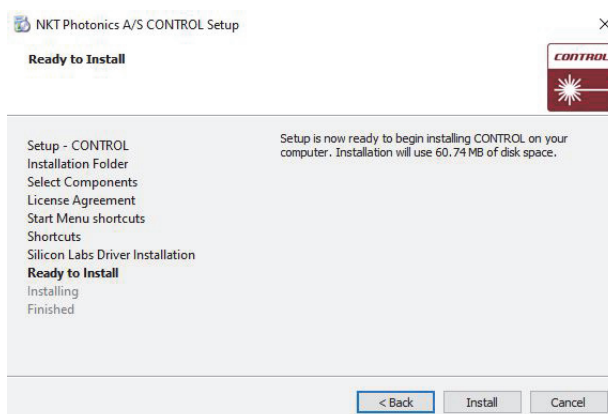 NKT Photonics A/S CONTROL Setup
Ready to Install
CONTROL
Setup - CONTROL
Installation Folder
Select Components
License Agreement
Start Menu shortcuts
Shortcuts
Silicon Labs Driver Installation
Ready to Install
Installing
Finished
Setup is now ready to begin installing CONTROL on your
computer. Installation will use 60.74 MB of disk space.
< Back
Install
Cancel